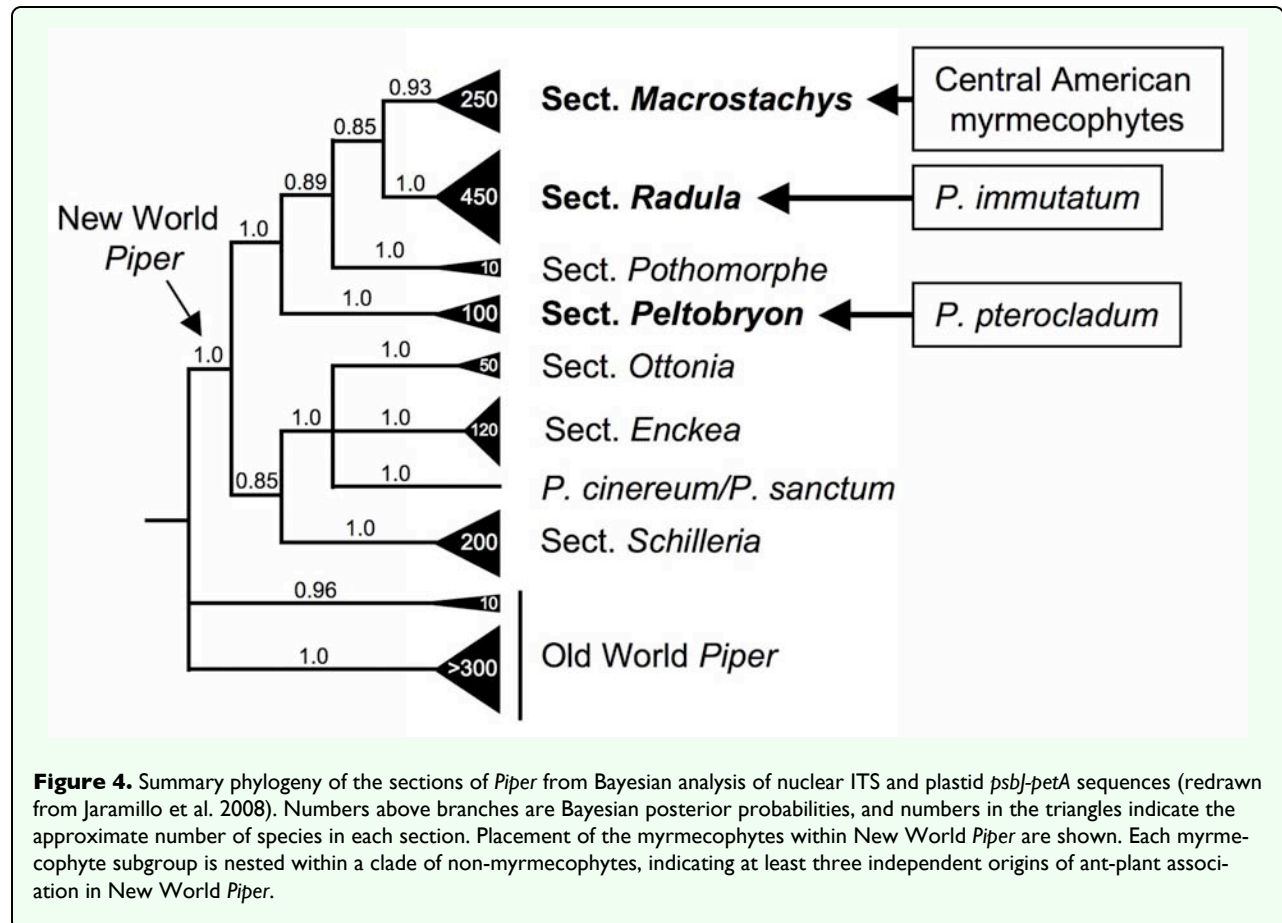 0.93
250
Sect. Macrostachys
Central American
myrmecophytes
0.85
1.0
450
Sect. Radula
P. immutatum
0.89
1.0
10
Sect. Pothomorphe
New World
Piper
1.0
1.0
100
Sect. Peltobryon
P. pterocladum
1.0
1.0
50
Sect. Ottonia
1.0
1.0
120
Sect. Enckea
0.85
1.0
P. cinereum/P. sanctum
1.0
200
Sect. Schilleria
0.96
10
Old World Piper
1.0
>300
Figure 4. Summary phylogeny of the sections of Piper from Bayesian analysis of nuclear ITS and plastid psbJ-petA sequences (redrawn
from Jaramillo et al. 2008). Numbers above branches are Bayesian posterior probabilities, and numbers in the triangles indicate the
approximate number of species in each section. Placement of the myrmecophytes within New World Piper are shown. Each myrme-
cophyte subgroup is nested within a clade of non-myrmecophytes, indicating at least three independent origins of ant-plant associ-
ation in New World Piper.